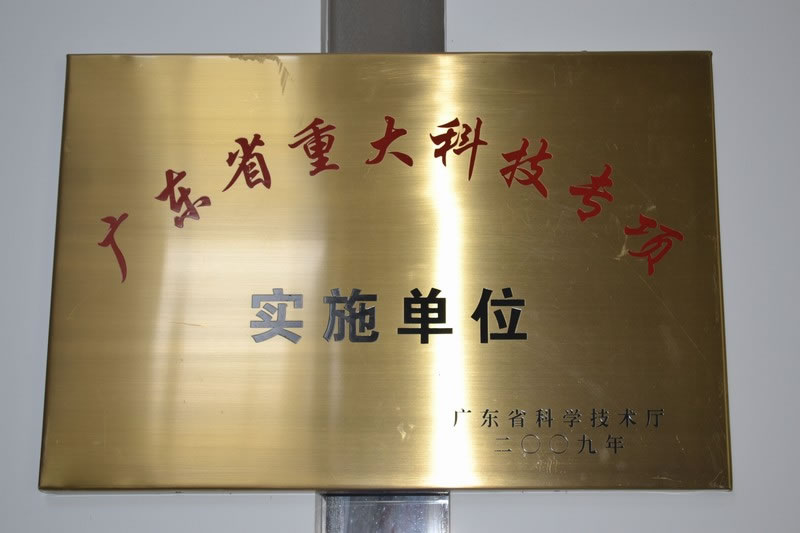 广东省重大科技专项
实施单位
广东省科学技术厅
二〇〇九年